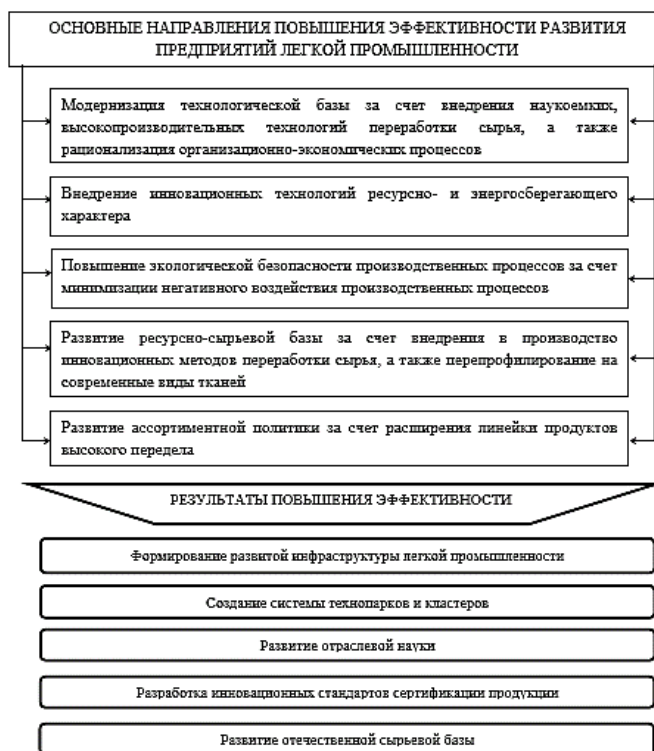 ОСНОВНЫЕ НАПРАВЛЕНИЯ ПОВЫШЕНИЯ ЭФФЕКТИВНОСТИ РАЗВИТИЯ
ПРЕДПРИЯТИЙ ЛЕГКОЙ ПРОМЫШЛЕННОСТИ
Модернизация технологической базы за счет внедрения наукоемких,
высокопроизводительных технологий переработки сырья, а также
рационализация организационно-экономических процессов
Внедрение инновационных технологий ресурсно- и энергосберегающего
характера
Повышение экологической безопасности производственных процессов за счет
минимизации негативного воздействия производственных процессов
Развитие ресурсно-сырьевой базы за счет внедрения в производство
инновационных методов переработки сырья, а также перепрофилирование на
современные виды тканей
Развитие ассортиментной политики за счет расширения линейки продуктов
высокого передела
РЕЗУЛЬТАТЫ ПОВЫШЕНИЯ ЭФФЕКТИВНОСТИ
Формирование развитой инфраструктуры легкой промышленности
Создание системы технопарков и кластеров
Развитие отраслевой науки
Разработка инновационных стандартов сертификации продукции
Развитие отечественной сырьевой базы